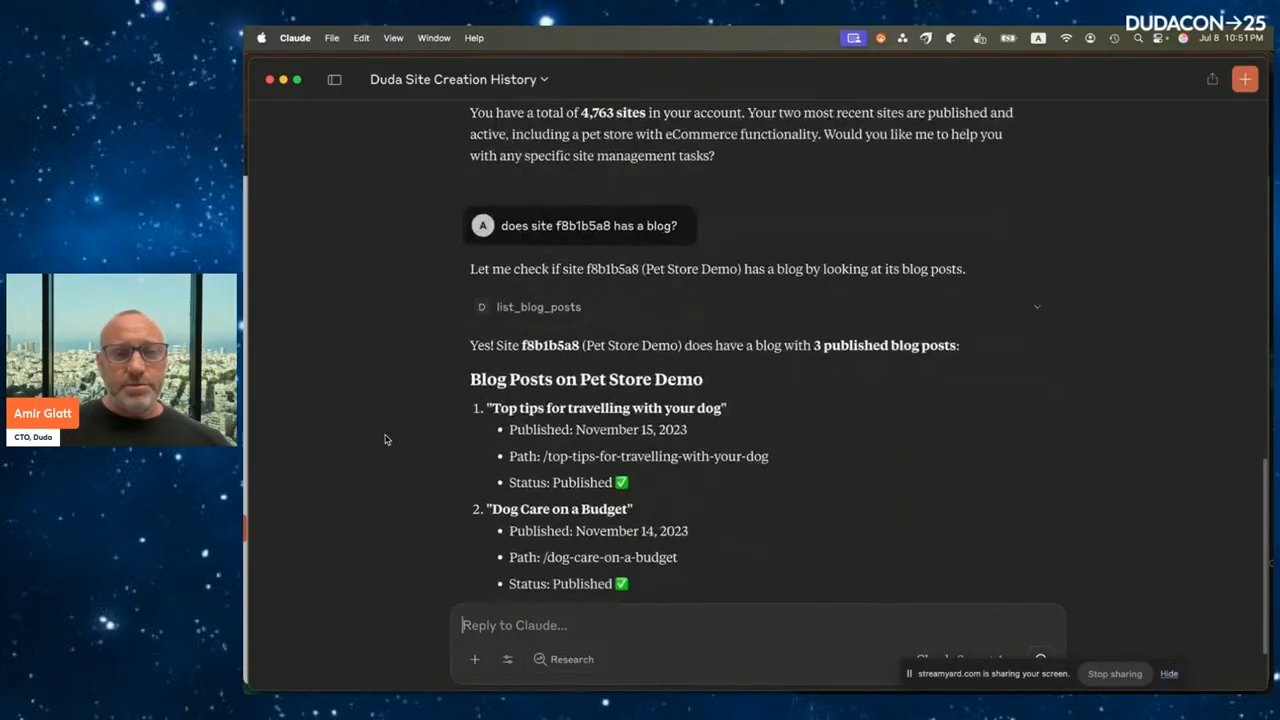 DUDACON→25
Claude File Edit View Window Help
A
Jul 8 10:51PM
Duda Site Creation History
You have a total of 4,763 sites in your account. Your two most recent sites are published and
active, including a pet store with eCommerce functionality. Would you like me to help you
with any specific site management tasks?
A does site f8b1b5a8 has a blog?
Let me check if site f8b1b5a8 (Pet Store Demo) has a blog by looking at its blog posts.
D list_blog_posts
Yes! Site f8b1b5a8 (Pet Store Demo) does have a blog with 3 published blog posts:
Blog Posts on Pet Store Demo
1. "Top tips for travelling with your dog"
• Published: November 15, 2023
• Path: /top-tips-for-travelling-with-your-dog
• Status: Published ✅
2. "Dog Care on a Budget"
• Published: November 14, 2023
• Path: /dog-care-on-a-budget
• Status: Published ✅
Reply to Claude...
Research
streamyard.com is sharing your screen. Stop sharing Hide
Amir Glatt
CTO, Duda